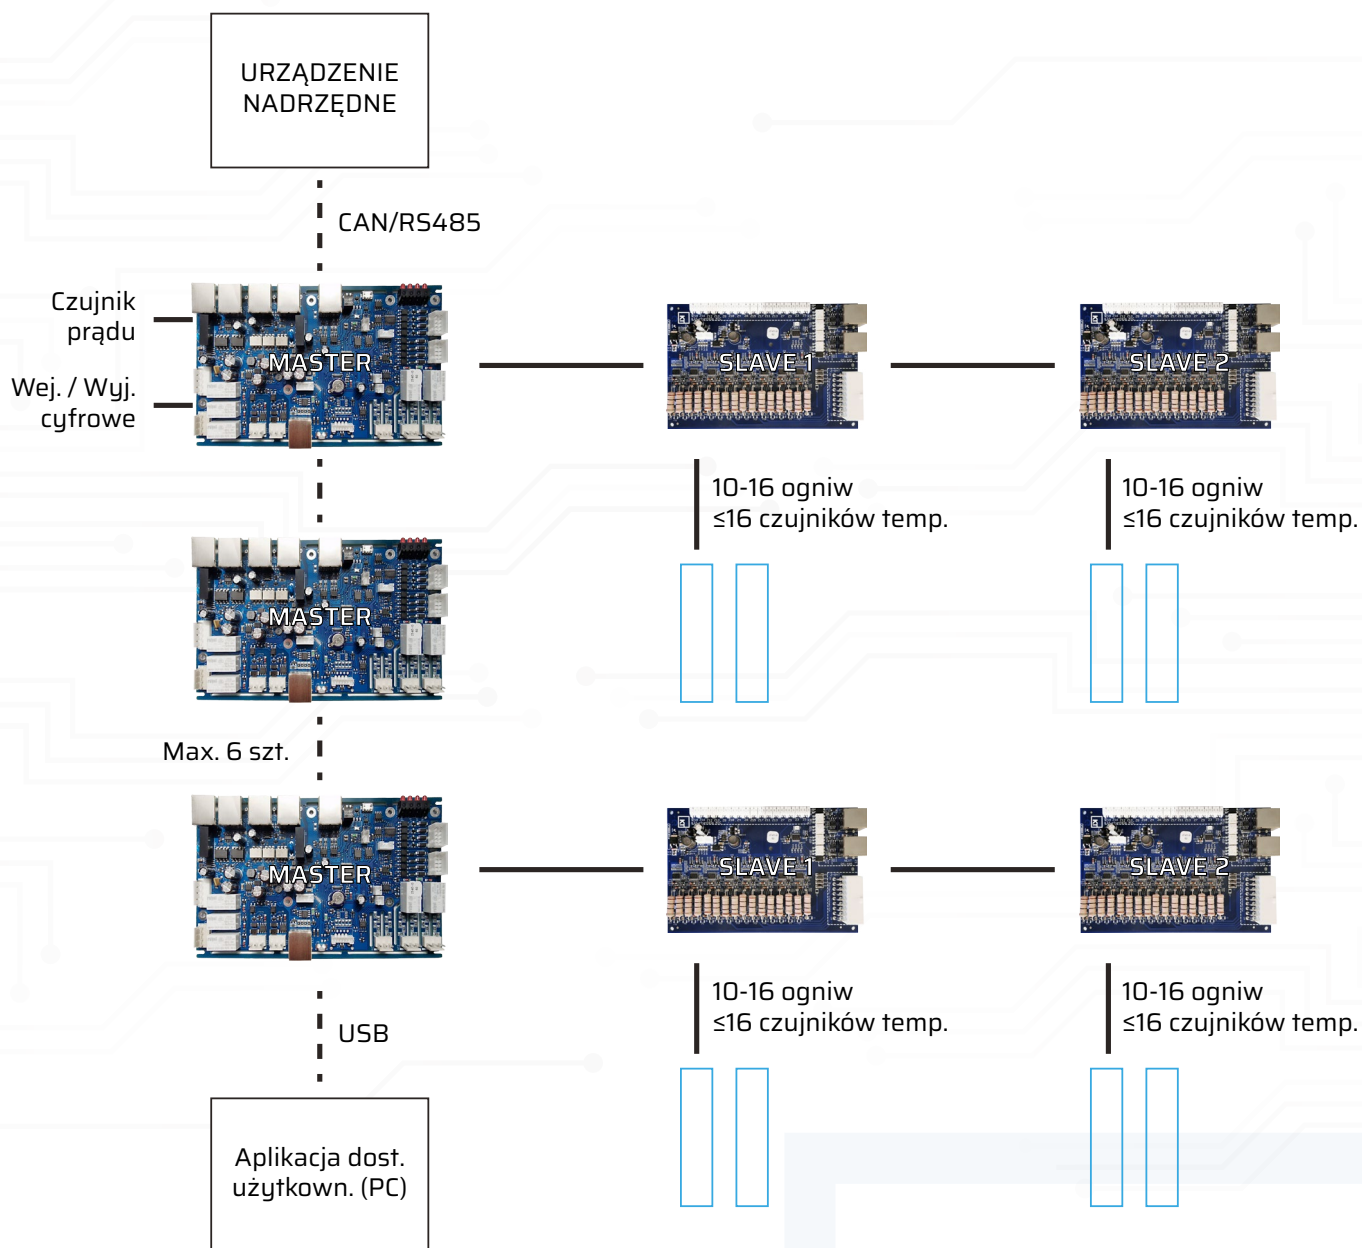 URZĄDZENIE
NADRZĘDNE
CAN/RS485
Czujnik
prądu
Wej. / Wyj.
cyfrowe
MASTER
SLAVE 1
SLAVE 2
10-16 ogniw
≤16 czujników temp.
10-16 ogniw
≤16 czujników temp.
MASTER
Max. 6 szt.
MASTER
SLAVE 1
SLAVE 2
10-16 ogniw
≤16 czujników temp.
10-16 ogniw
≤16 czujników temp.
USB
Aplikacja dost.
użytkown. (PC)